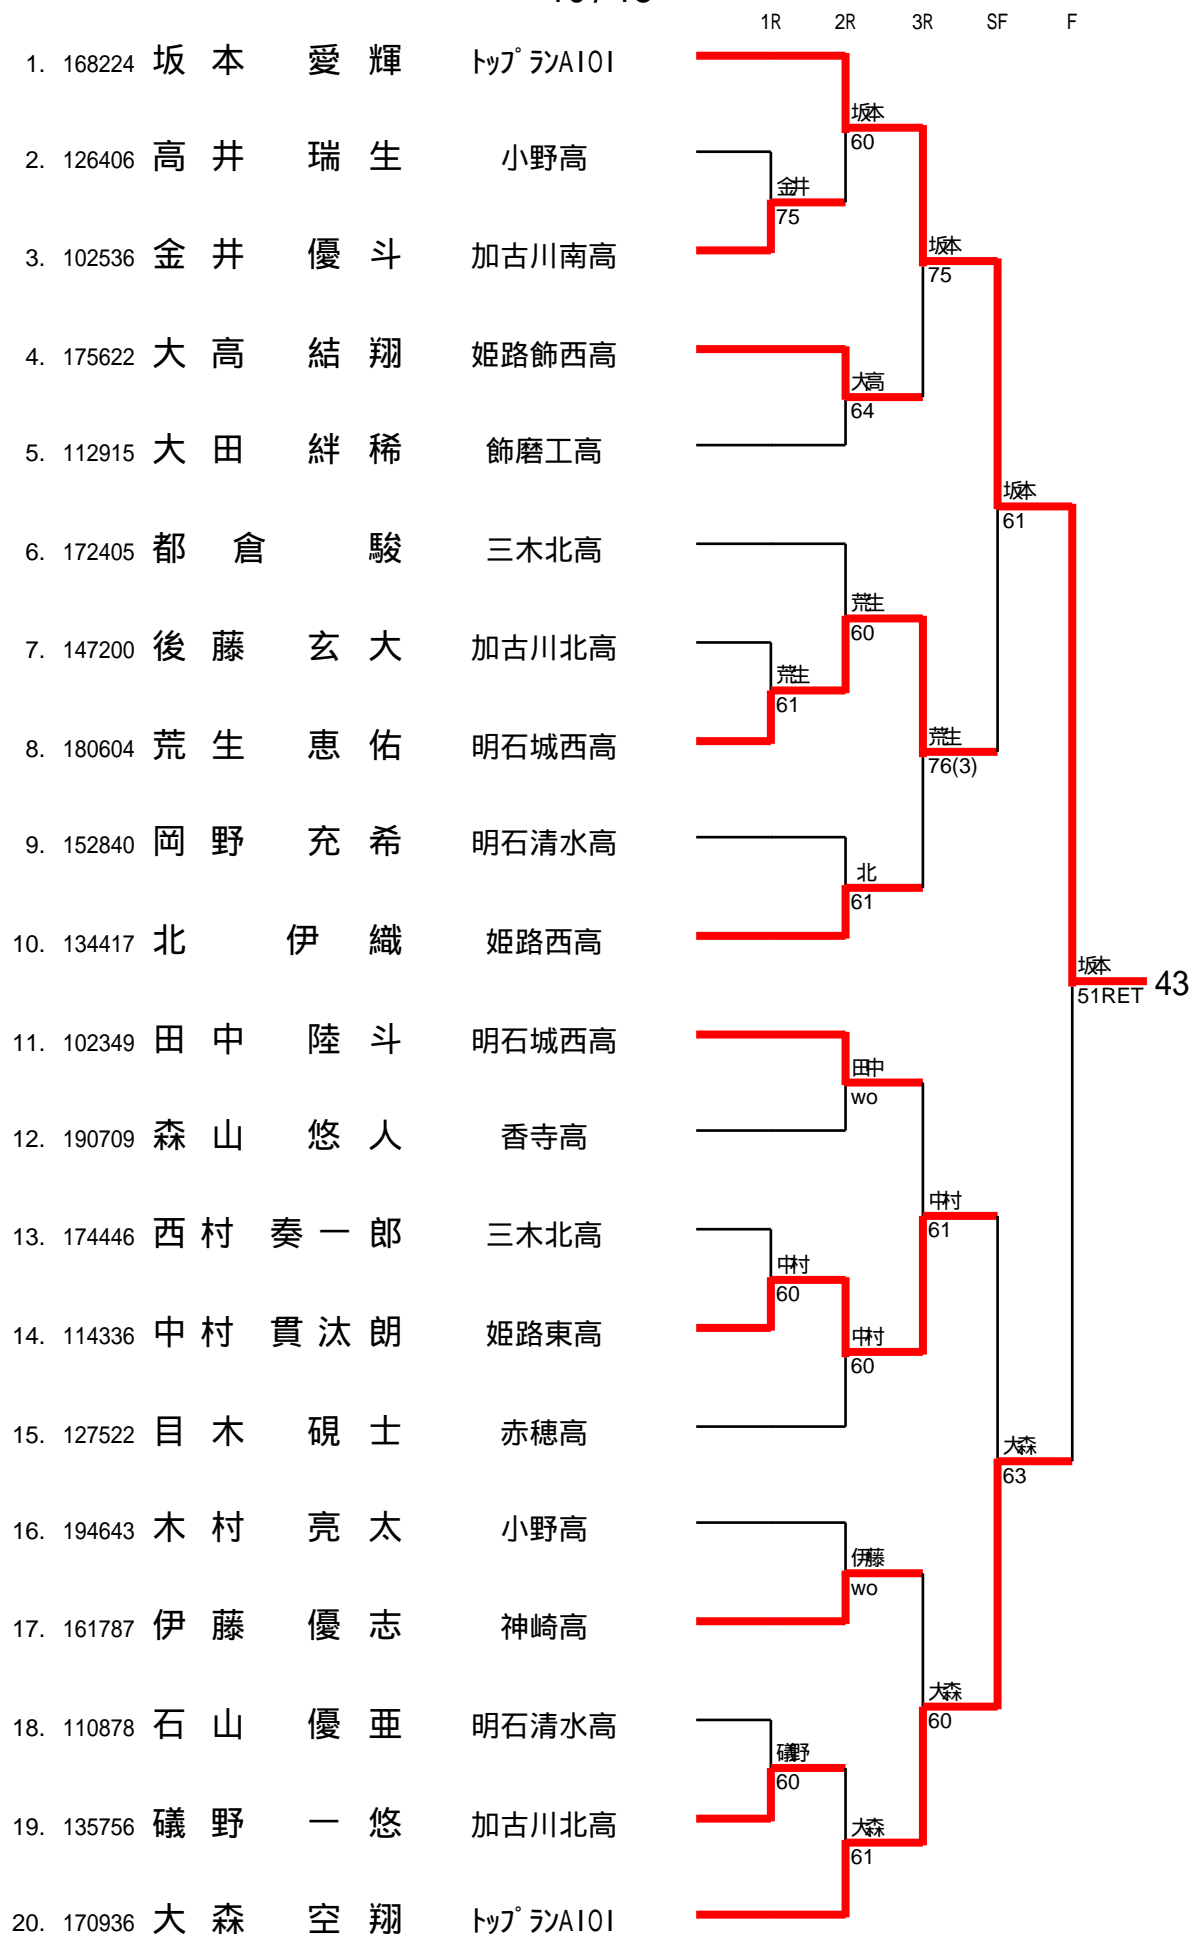 1R 2R 3R SF F
1. 168224 坂本 愛輝 トップランAIOI
坂本
60
2. 126406 高井 瑞生 小野高
金井
75
3. 102536 金井 優斗 加古川南高
坂本
75
4. 175622 大高 結翔 姫路飾西高
大高
64
5. 112915 大田 絆稀 飾磨工高
坂本
61
6. 172405 都倉 駿 三木北高
荒生
60
7. 147200 後藤 玄大 加古川北高
荒生
61
8. 180604 荒生 恵佑 明石城西高
荒生
76(3)
9. 152840 岡野 充希 明石清水高
北
61
10. 134417 北 伊織 姫路西高
坂本
51RET 43
11. 102349 田中 陸斗 明石城西高
田中
wo
12. 190709 森山 悠人 香寺高
中村
61
13. 174446 西村 奏一郎 三木北高
中村
60
14. 114336 中村 貫汰朗 姫路東高
中村
60
15. 127522 目木 硯士 赤穂高
大森
63
16. 194643 木村 亮太 小野高
伊藤
wo
17. 161787 伊藤 優志 神崎高
大森
60
18. 110878 石山 優亜 明石清水高
礒野
60
19. 135756 礒野 一悠 加古川北高
大森
61
20. 170936 大森 空翔 トップランAIOI